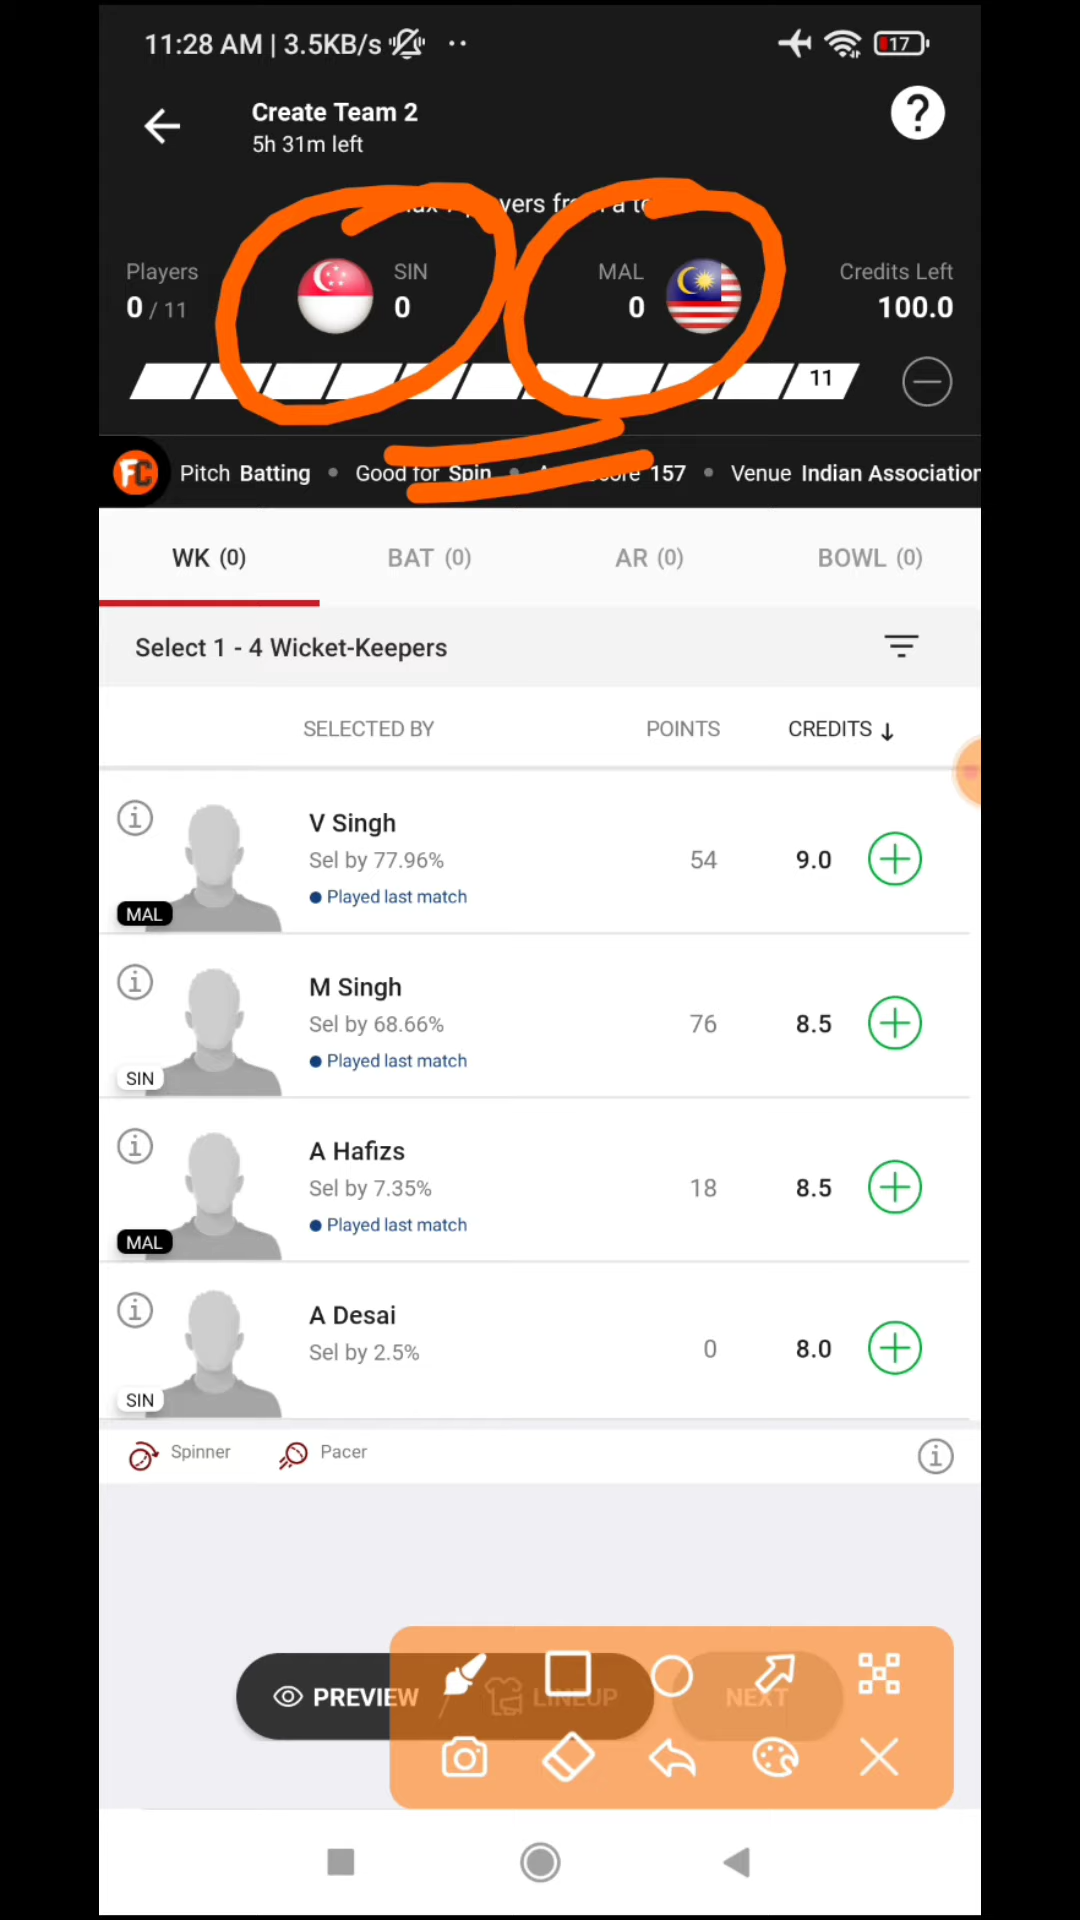 11:28 AM | 3.5KB/s
17
Create Team 2
5h 31m left
?
Players
0 / 11
SIN
0
MAL
0
Credits Left
100.0
11
FC Pitch Batting • Good for Spin • 157 • Venue Indian Association
WK (0) BAT (0) AR (0) BOWL (0)
Select 1 - 4 Wicket-Keepers
SELECTED BY POINTS CREDITS ↓
V Singh
Sel by 77.96% 54 9.0
Played last match
MAL
M Singh
Sel by 68.66% 76 8.5
Played last match
SIN
A Hafizs
Sel by 7.35% 18 8.5
Played last match
MAL
A Desai
Sel by 2.5% 0 8.0
SIN
Spinner Pacer
PREVIEW LINEUP NEXT